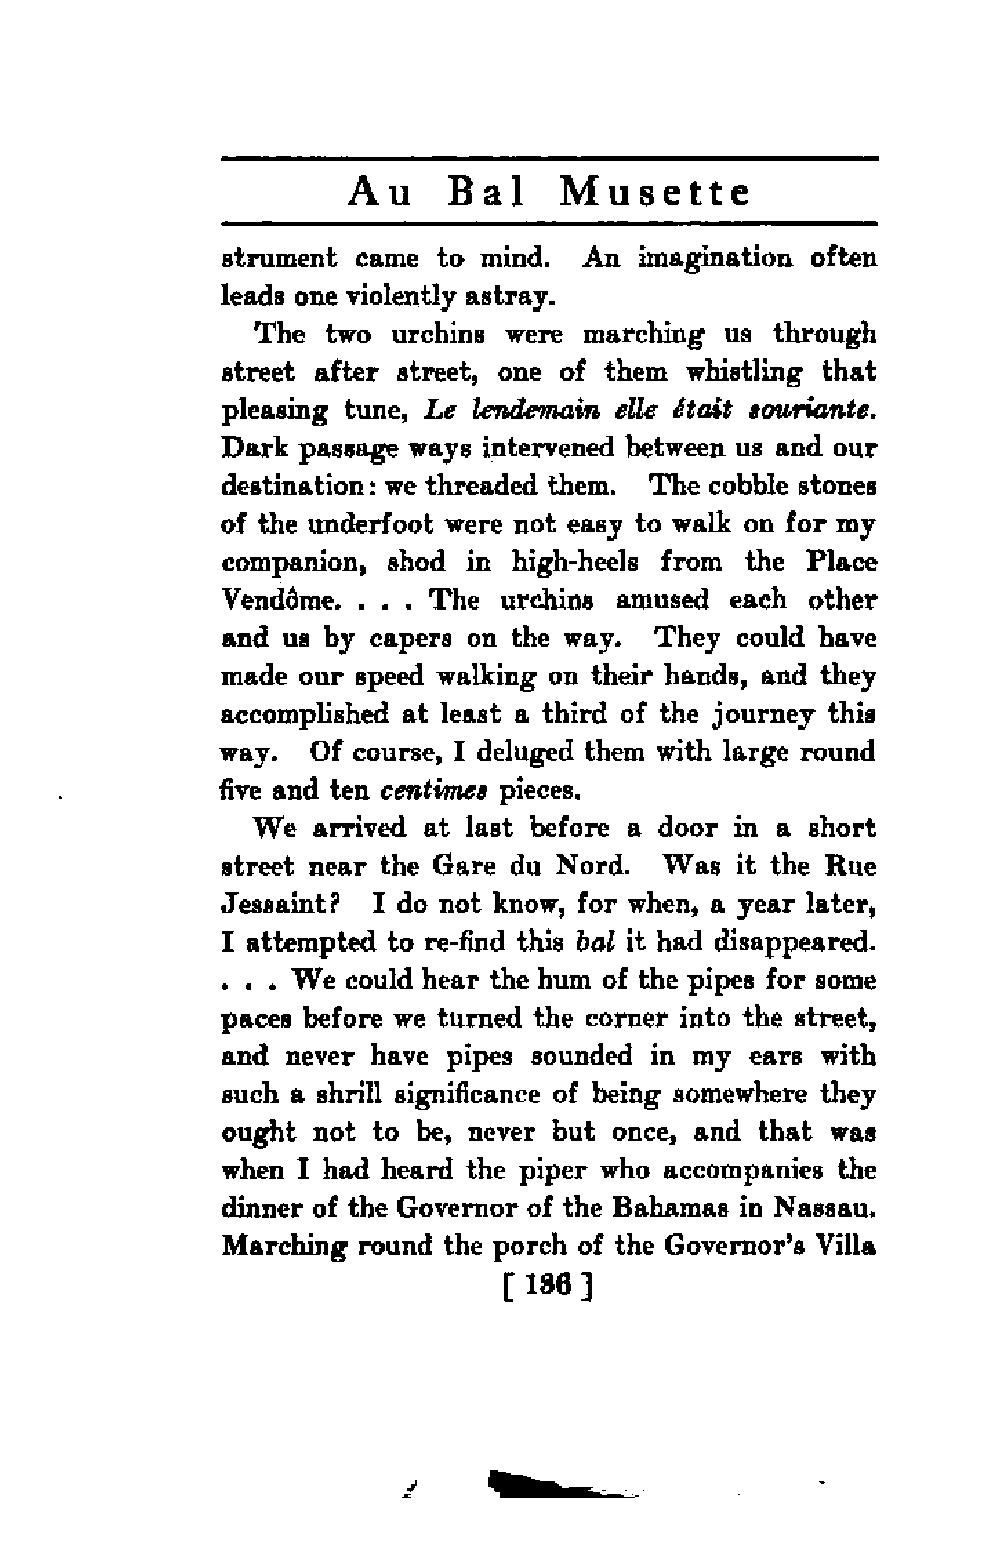 Au Bal Musette
strument came to mind. An imagination often
leads one violently astray.
The two urchins were marching us through
street after street, one of them whistling that
pleasing tune, Le lendemain elle était souriante.
Dark passage ways intervened between us and our
destination: we threaded them. The cobble stones
of the underfoot were not easy to walk on for my
companion, shod in high-heels from the Place
Vendôme. . . . The urchins amused each other
and us by capers on the way. They could have
made our speed walking on their hands, and they
accomplished at least a third of the journey this
way. Of course, I deluged them with large round
five and ten centimes pieces.
We arrived at last before a door in a short
street near the Gare du Nord. Was it the Rue
Jessaint? I do not know, for when, a year later,
I attempted to re-find this bal it had disappeared.
. . . We could hear the hum of the pipes for some
paces before we turned the corner into the street,
and never have pipes sounded in my ears with
such a shrill significance of being somewhere they
ought not to be, never but once, and that was
when I had heard the piper who accompanies the
dinner of the Governor of the Bahamas in Nassau.
Marching round the porch of the Governor's Villa
[ 136 ]